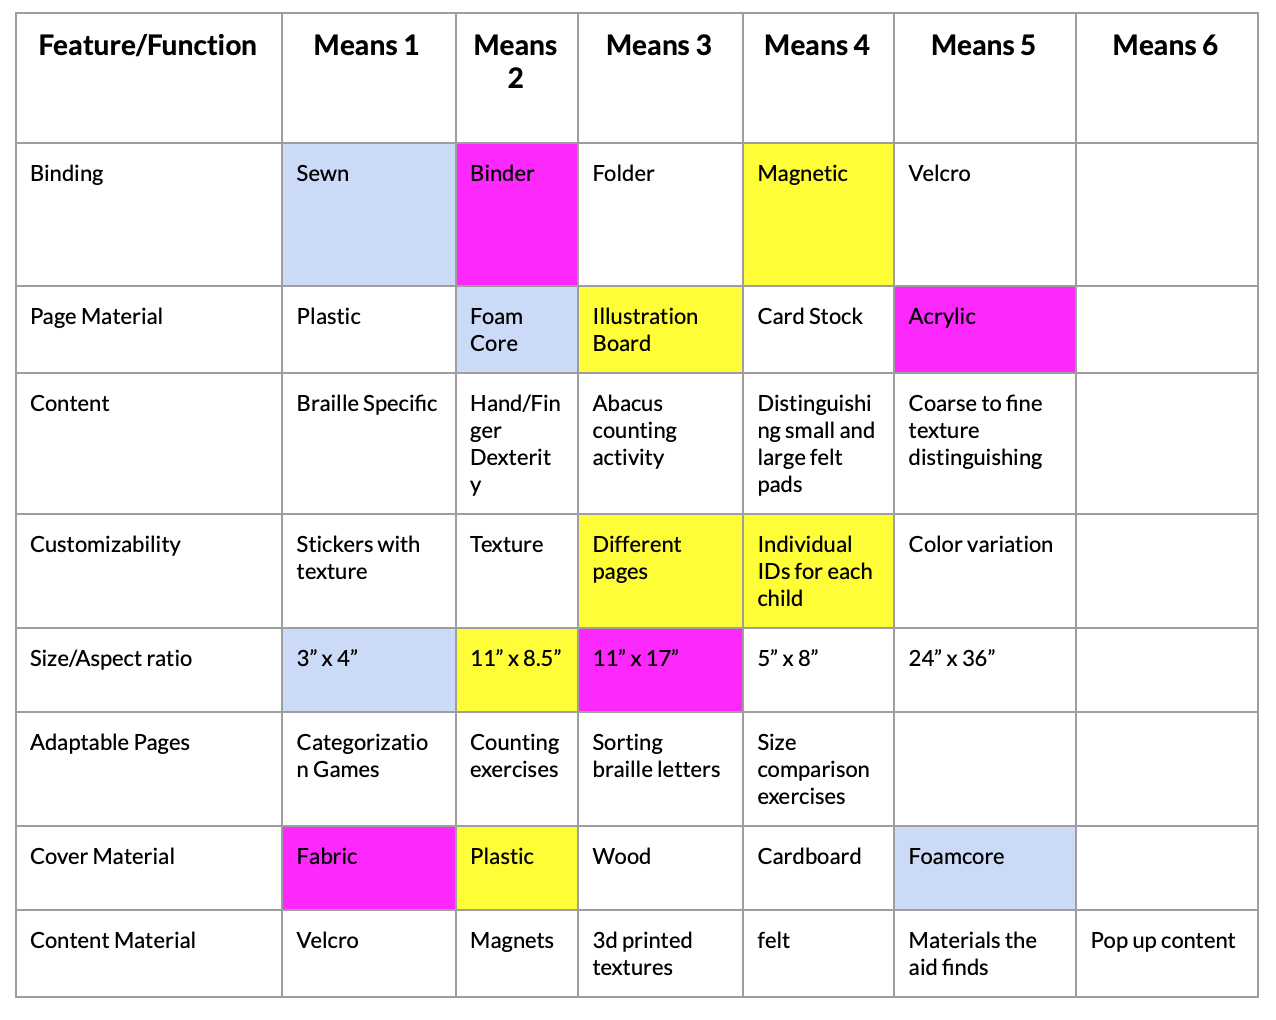 Feature/Function Means 1 Means 2 Means 3 Means 4 Means 5 Means 6
Binding Sewn Binder Folder Magnetic Velcro
Page Material Plastic Foam Core Illustration Board Card Stock Acrylic
Content Braille Specific Hand/Finger Dexterity Abacus counting activity Distinguishing small and large felt pads Coarse to fine texture distinguishing
Customizability Stickers with texture Texture Different pages Individual IDs for each child Color variation
Size/Aspect ratio 3” x 4” 11” x 8.5” 11” x 17” 5” x 8” 24” x 36”
Adaptable Pages Categorization Games Counting exercises Sorting braille letters Size comparison exercises
Cover Material Fabric Plastic Wood Cardboard Foamcore
Content Material Velcro Magnets 3d printed textures felt Materials the aid finds Pop up content